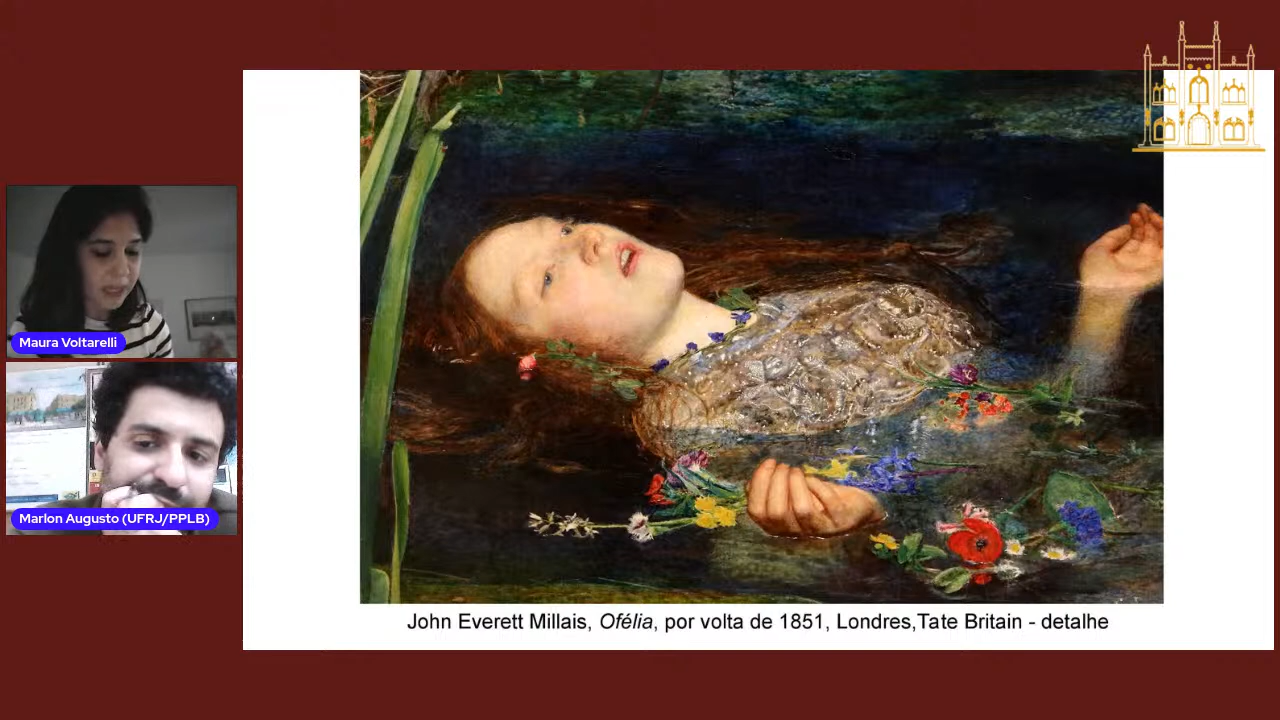 Maura Voltarelli
Marlon Augusto (UFRJ/PPLB)
John Everett Millais, Ofélia, por volta de 1851, Londres,Tate Britain - detalhe